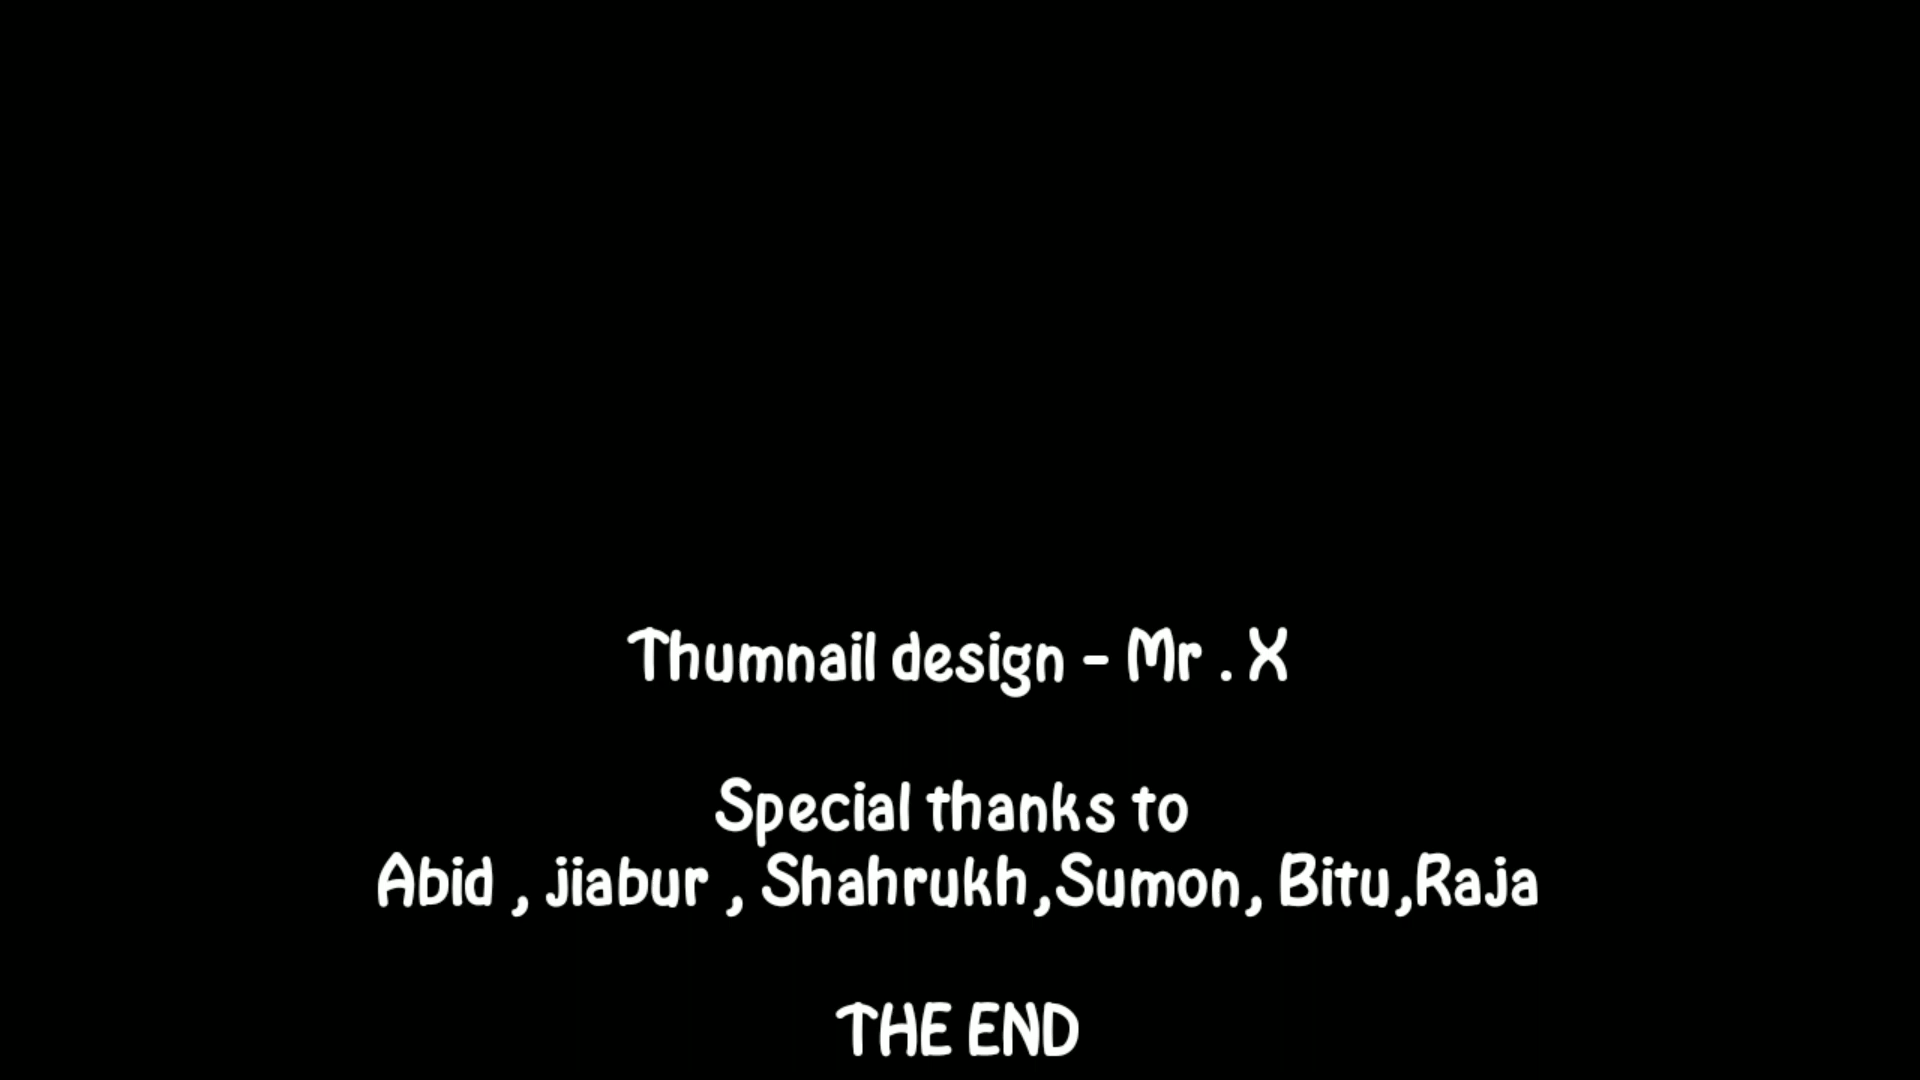 Thumnail design - Mr . X
Special thanks to
Abid , jiabur , Shahrukh,Sumon, Bitu,Raja
THE END